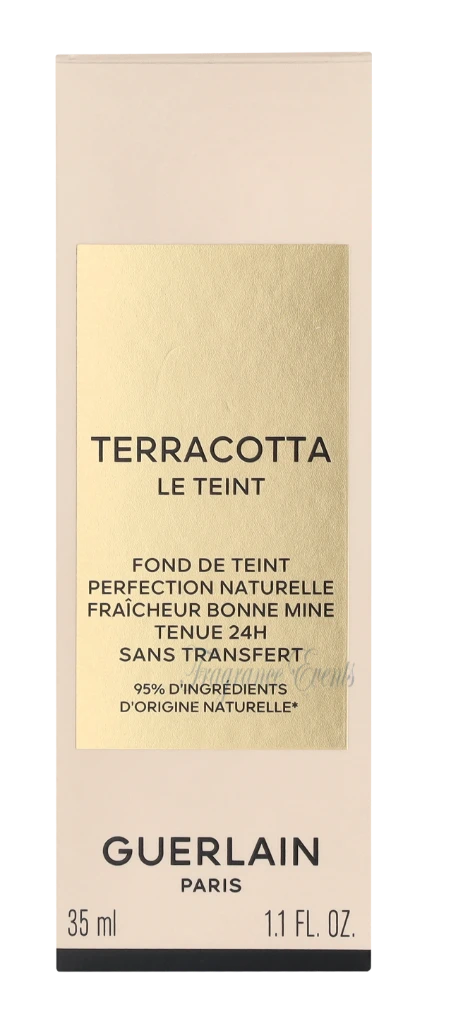 TERRACOTTA
LE TEINT
FOND DE TEINT
PERFECTION NATURELLE
FRAÎCHEUR BONNE MINE
TENUE 24H
SANS TRANSFERT
Fragrance Events
95% D'INGRÉDIENTS
D'ORIGINE NATURELLE*
GUERLAIN
PARIS
35 ml 1.1 FL. OZ.